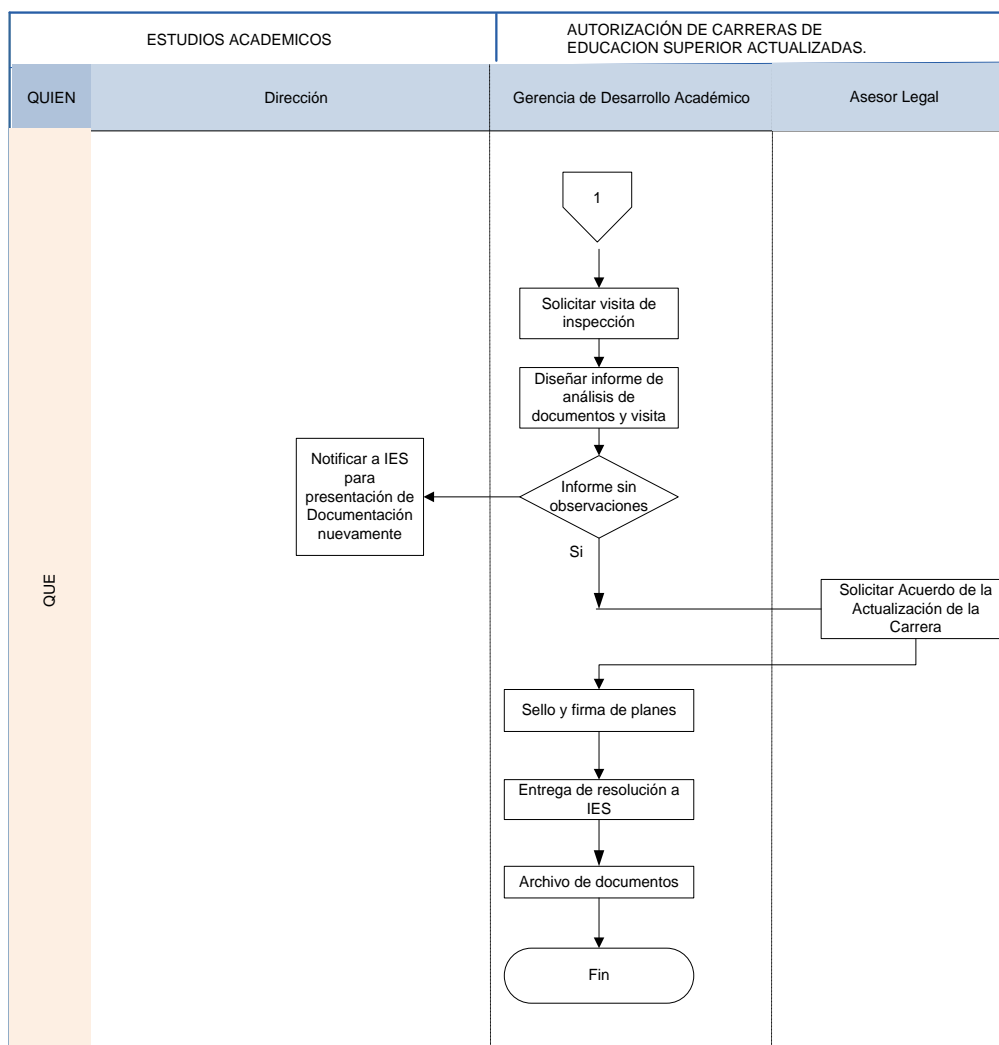 ESTUDIOS ACADEMICOS
AUTORIZACIÓN DE CARRERAS DE
EDUCACION SUPERIOR ACTUALIZADAS.
QUIEN
Dirección
Gerencia de Desarrollo Académico
Asesor Legal
QUE
1
Solicitar visita de
inspección
Diseñar informe de
análisis de
documentos y visita
Notificar a IES
para
presentación de
Documentación
nuevamente
Informe sin
observaciones
Si
Solicitar Acuerdo de la
Actualización de la
Carrera
Sello y firma de planes
Entrega de resolución a
IES
Archivo de documentos
Fin